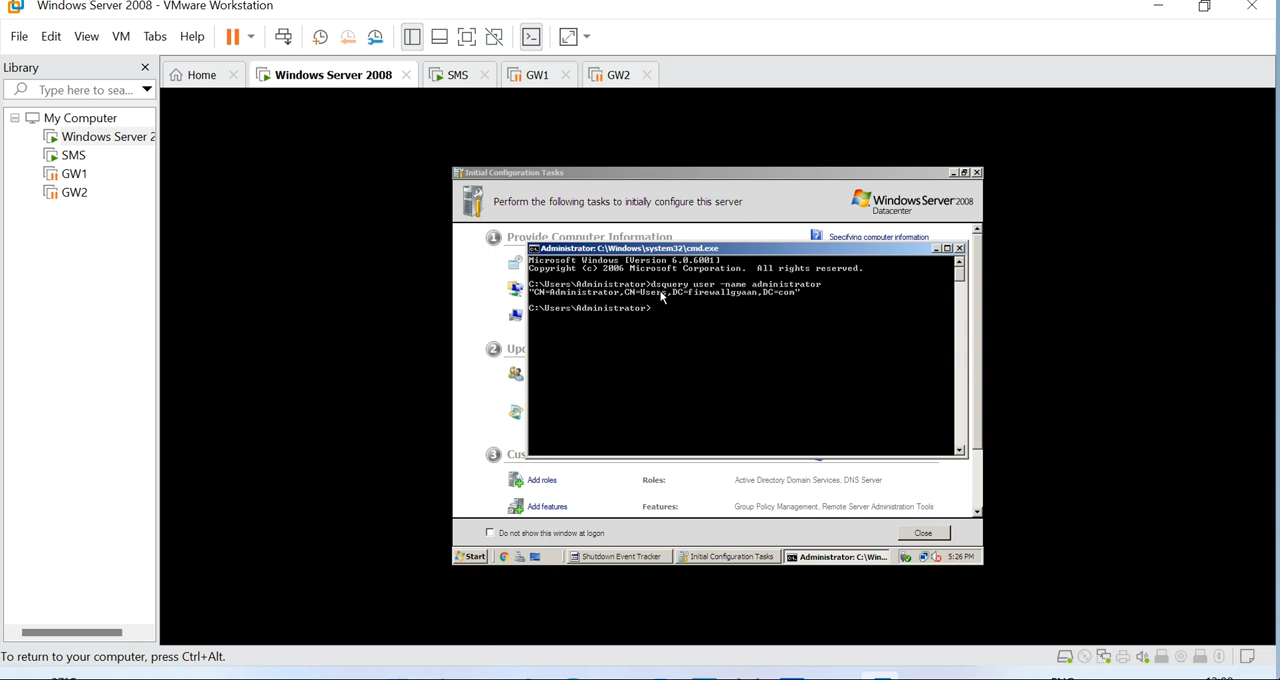 Windows Server 2008 - VMware Workstation
File Edit View VM Tabs Help
Library
Type here to sea...
My Computer
Windows Server 2
SMS
GW1
GW2
Home
Windows Server 2008
SMS
GW1
GW2
Initial Configuration Tasks
Perform the following tasks to initially configure this server
Windows Server 2008
Datacenter
1 Provide Computer Information
Specifying computer information
Administrator: C:\Windows\system32\cmd.exe
Microsoft Windows [Version 6.0.6001]
Copyright (c) 2006 Microsoft Corporation. All rights reserved.
C:\Users\Administrator>dsquery user -name administrator
"CN=Administrator,CN=Users,DC=firewallgyaan,DC=com"
C:\Users\Administrator>
2 Upd
3 Cus
Add roles Roles: Active Directory Domain Services, DNS Server
Add features Features: Group Policy Management, Remote Server Administration Tools
Do not show this window at logon
Close
Start Shutdown Event Tracker Initial Configuration Tasks Administrator: C:\Win... 5:26 PM
To return to your computer, press Ctrl+Alt.